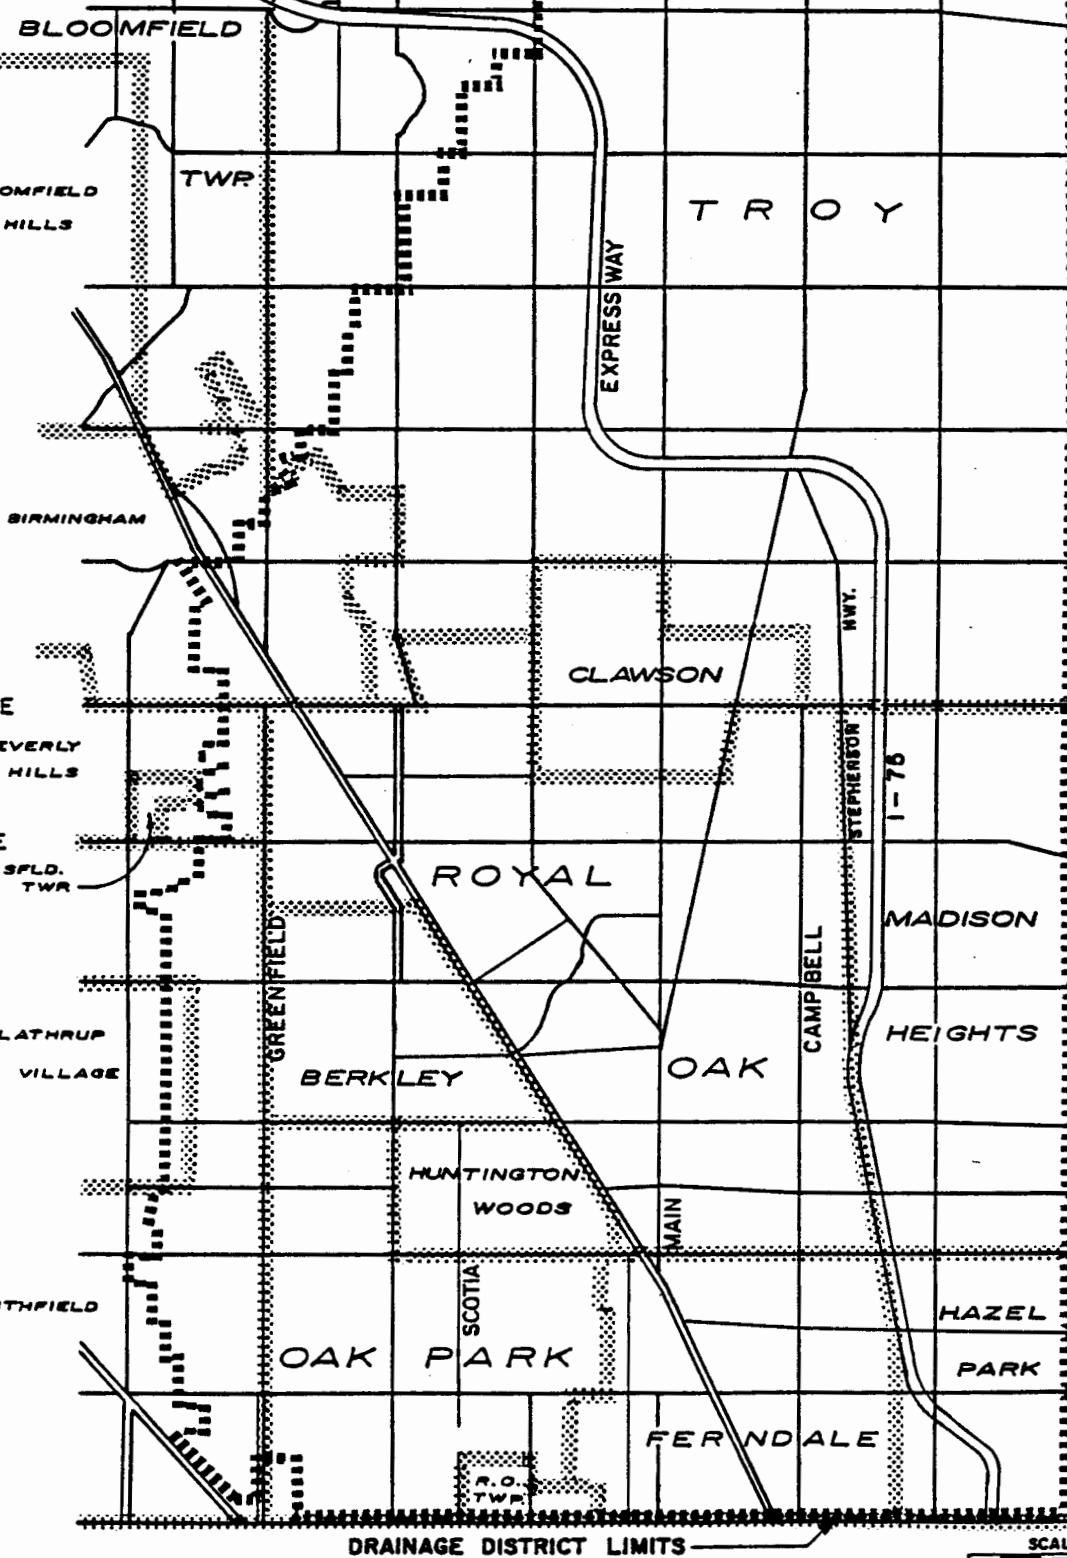 BLOOMFIELD
TWP.
OMFIELD
HILLS
TROY
EXPRESS WAY
BIRMINGHAM
HWY.
CLAWSON
E
EVERLY
HILLS
STEPHENSON
I-75
E
SFLD.
TWP.
ROYAL
GREENFIELD
MADISON
CAMPBELL
LATHRUP
VILLAGE
HEIGHTS
BERKLEY
OAK
HUNTINGTON
WOODS
MAIN
SCOTIA
THFIELD
HAZEL
OAK PARK
PARK
FERNDALE
R.O.
TWP.
DRAINAGE DISTRICT LIMITS
SCAL